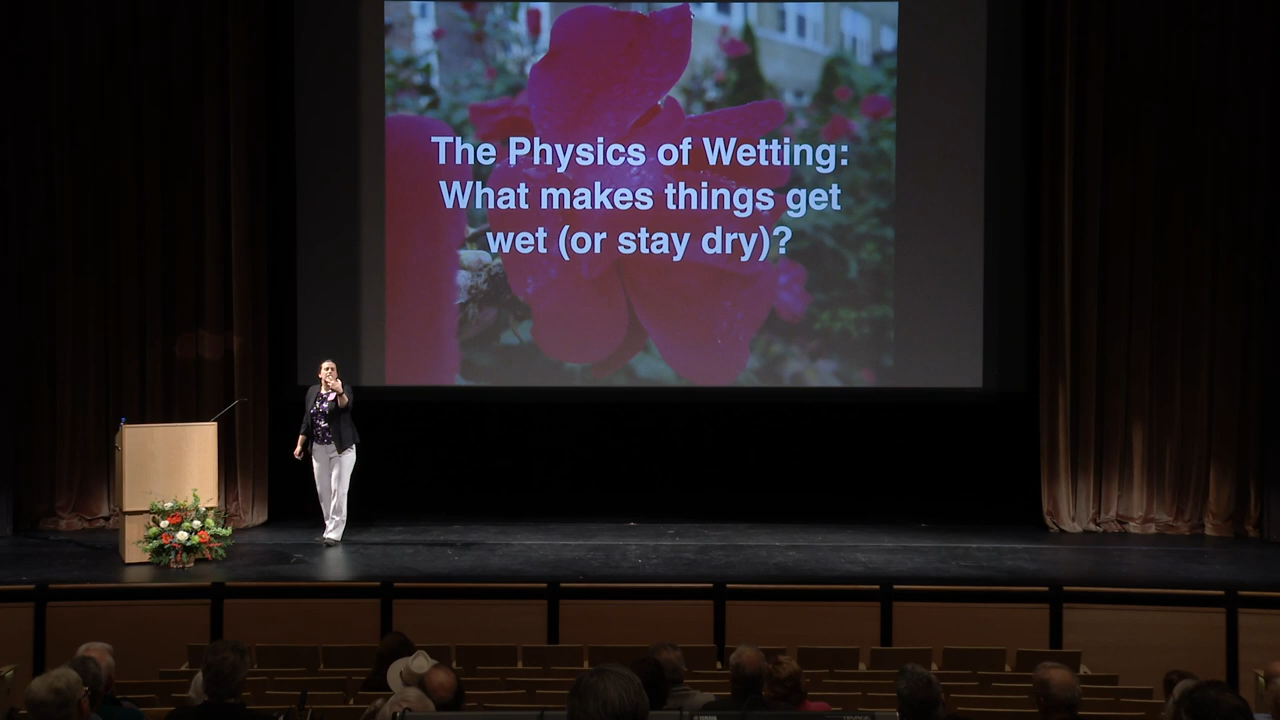 The Physics of Wetting:
What makes things get
wet (or stay dry)?